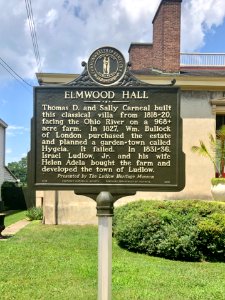 ELMWOOD HALL
Thomas D. and Sally Carneal built
this classical villa from 1818-20,
facing the Ohio River on a 968+
acre farm. In 1827, Wm. Bullock
of London purchased the estate
and planned a garden-town called
Hygeia. It failed. In 1831-36,
Israel Ludlow, Jr. and his wife
Helen Adela bought the farm and
developed the town of Ludlow.
Presented by The Ludlow Heritage Museum